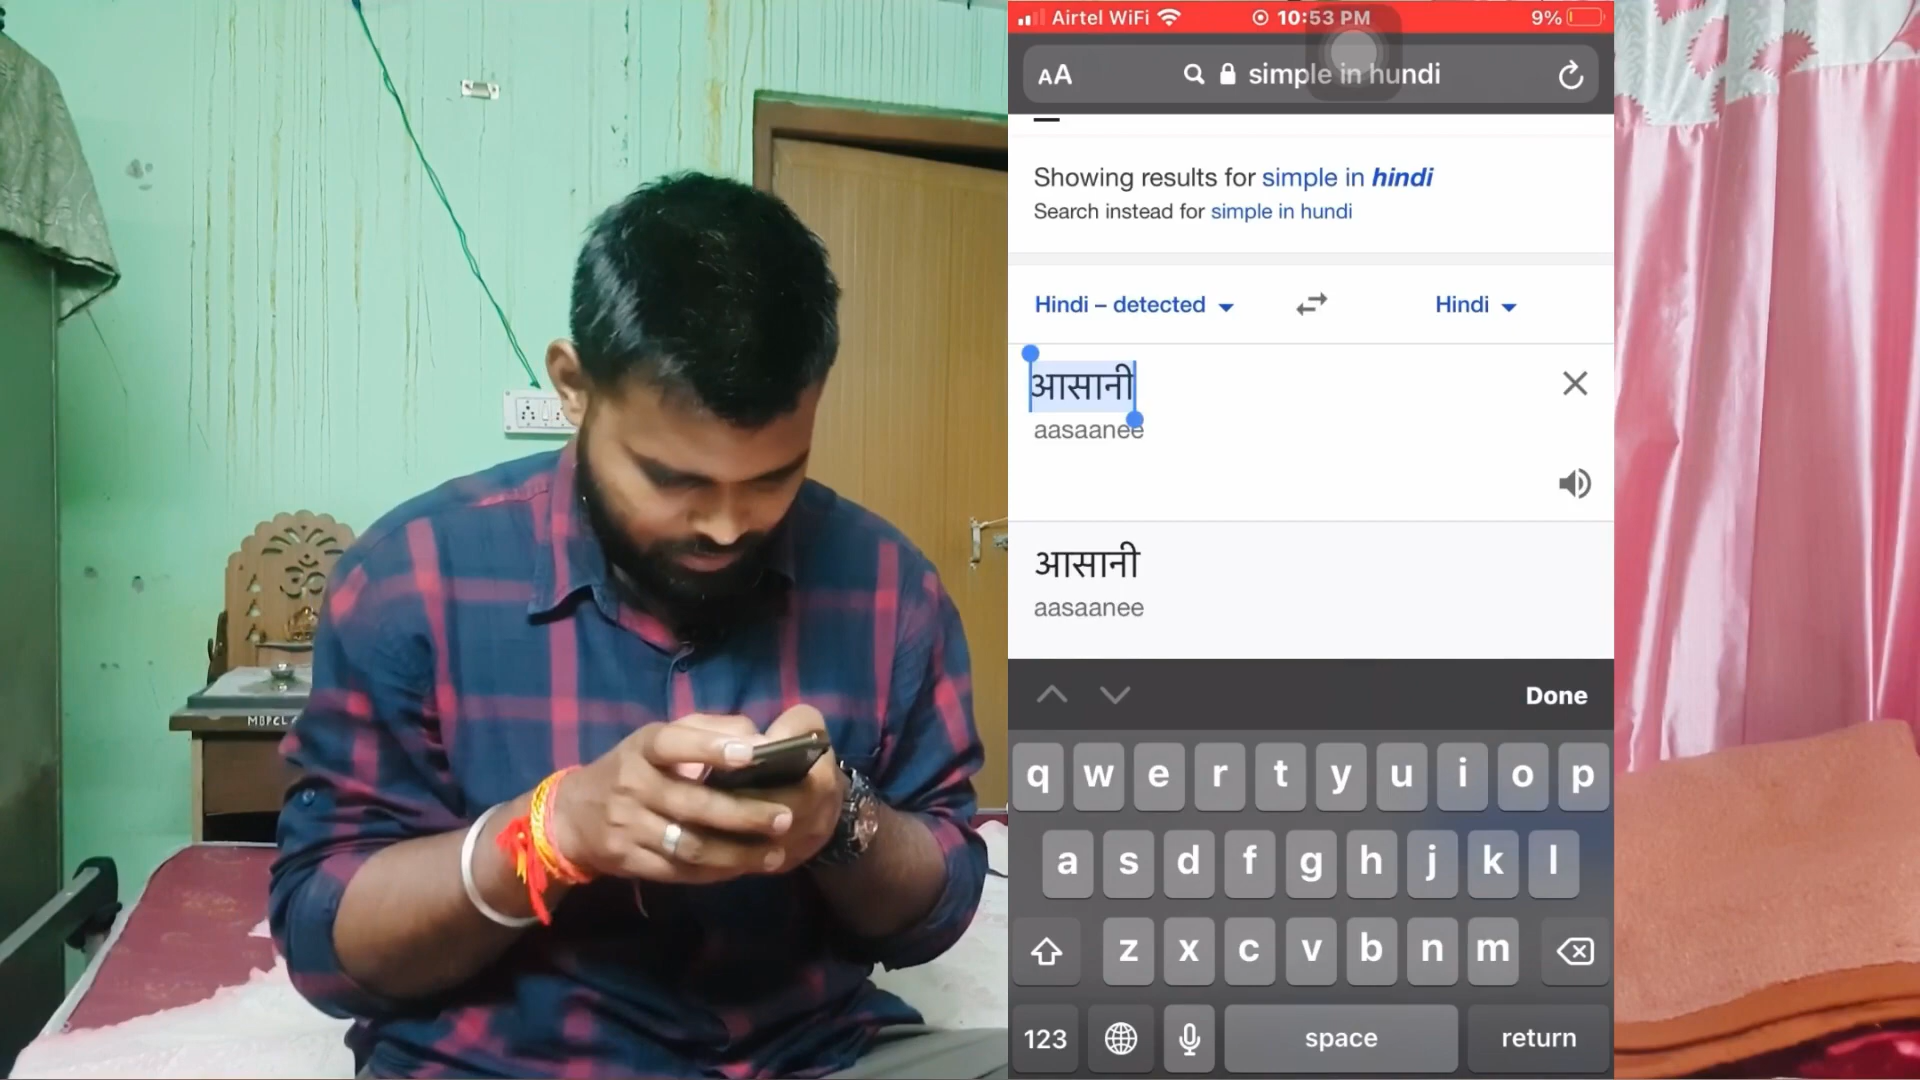 Airtel WiFi 10:53 PM 9%
AA simple in hundi
Showing results for simple in hindi
Search instead for simple in hundi
Hindi – detected Hindi
आसानी
aasaanee
आसानी
aasaanee
Done
q w e r t y u i o p
a s d f g h j k l
z x c v b n m
123 space return
MBPCL